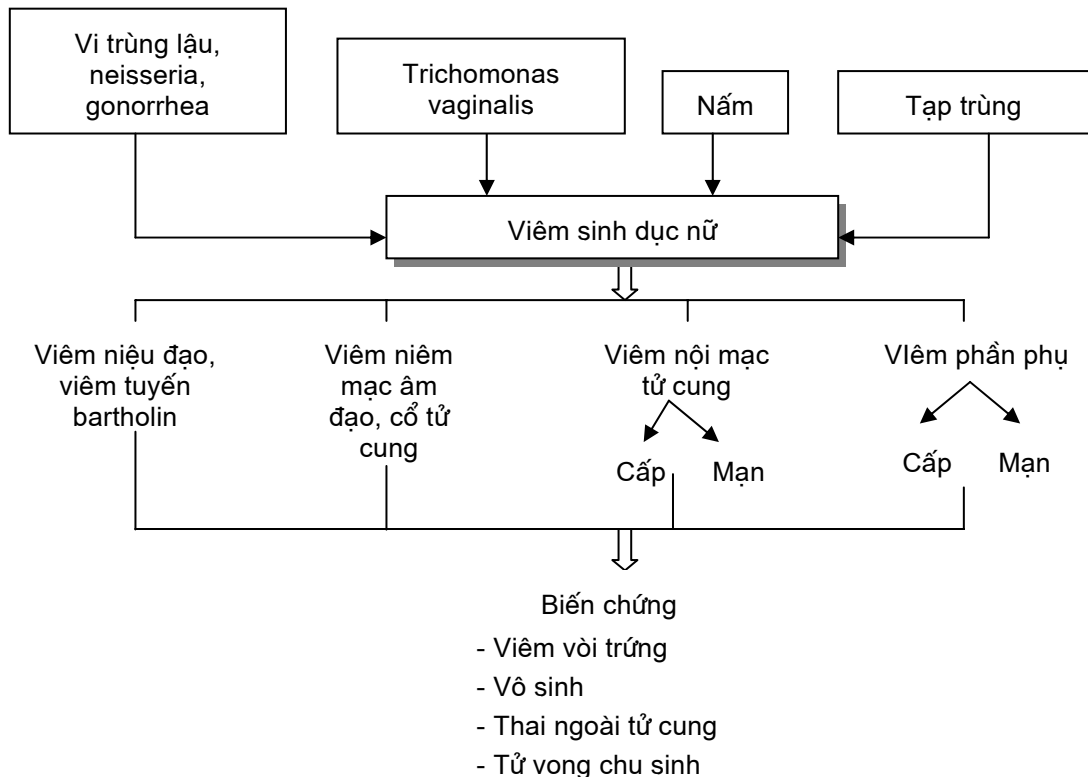 Vi trùng lậu,
neisseria,
gonorrhea
Trichomonas
vaginalis
Nấm
Tạp trùng
Viêm sinh dục nữ
Viêm niệu đạo,
viêm tuyến
bartholin
Viêm niêm
mạc âm
đạo, cổ tử
cung
Viêm nội mạc
tử cung
VIêm phần phụ
Cấp
Mạn
Cấp
Mạn
Biến chứng
- Viêm vòi trứng
- Vô sinh
- Thai ngoài tử cung
- Tử vong chu sinh